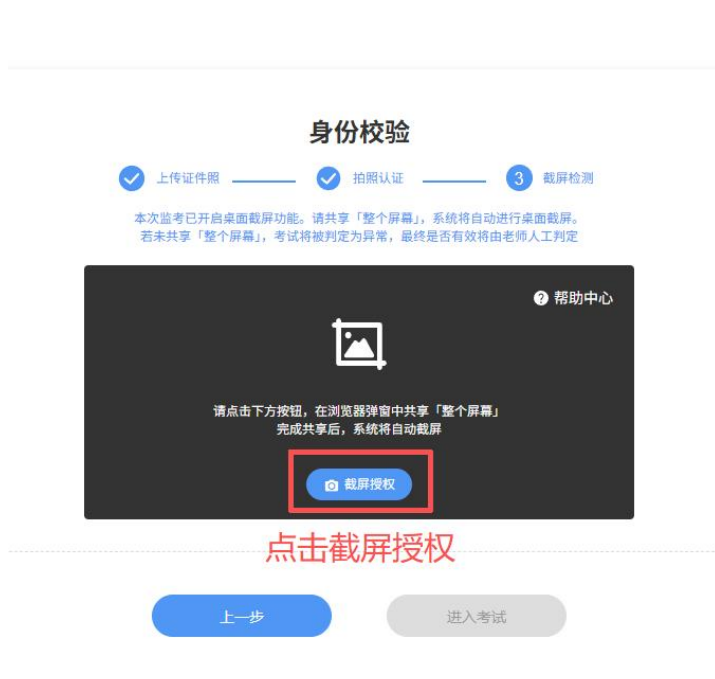 身份校验
上传证件照
拍照认证
3 截屏检测
本次监考已开启桌面截屏功能。请共享「整个屏幕」，系统将自动进行桌面截屏。
若未共享「整个屏幕」，考试将被判定为异常，最终是否有效将由老师人工判定
? 帮助中心
请点击下方按钮，在浏览器弹窗中共享「整个屏幕」
完成共享后，系统将自动截屏
截屏授权
点击截屏授权
上一步
进入考试